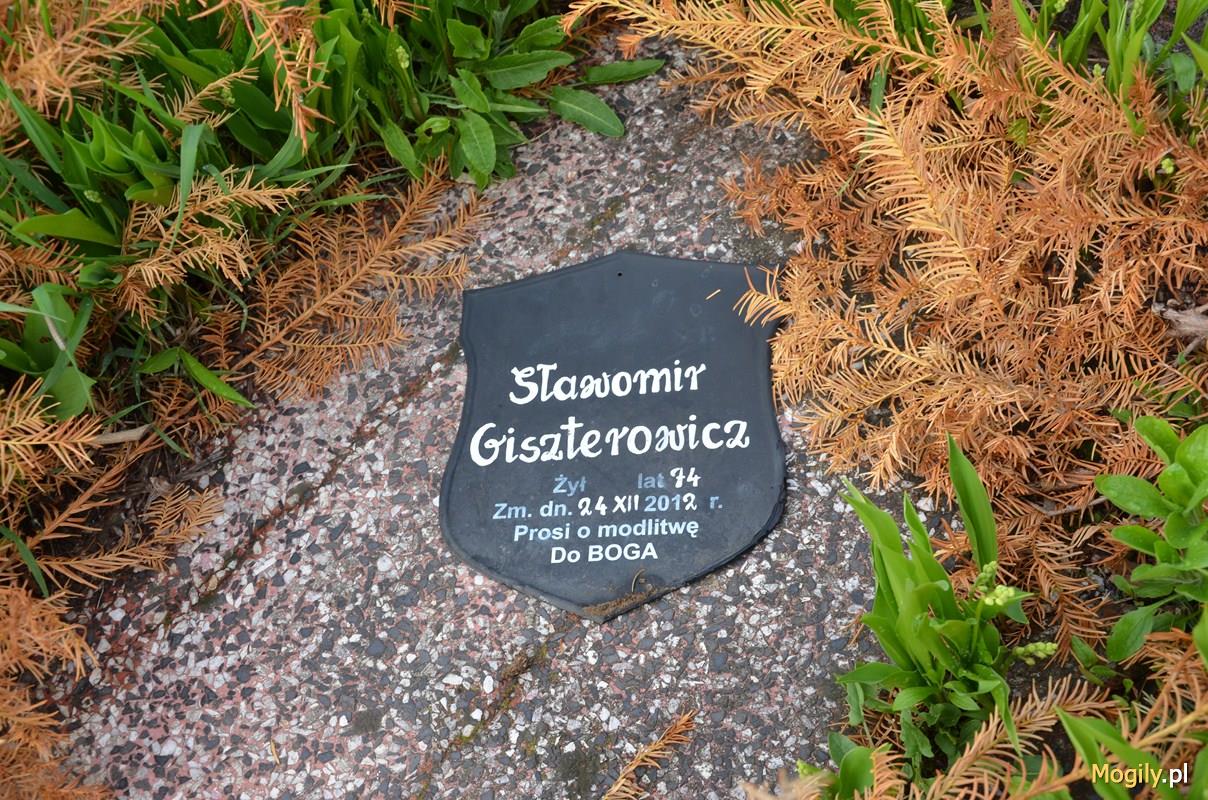 Sławomir
Giszterowicz
Żył lat 74
Zm. dn. 24 XII 2012 r.
Prosi o modlitwę
Do BOGA
Mogily.pl